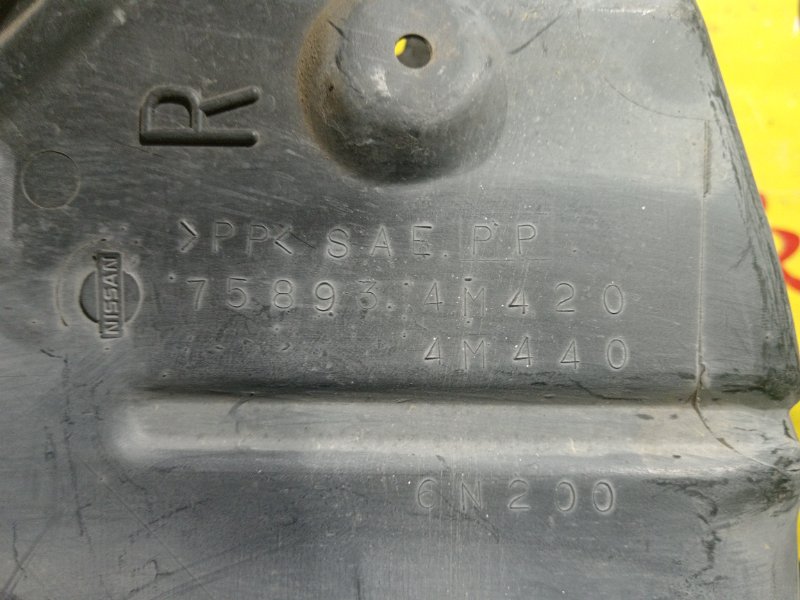 R
>PP< SAE.PP
NISSAN
75893 4M420
4M440
6N200